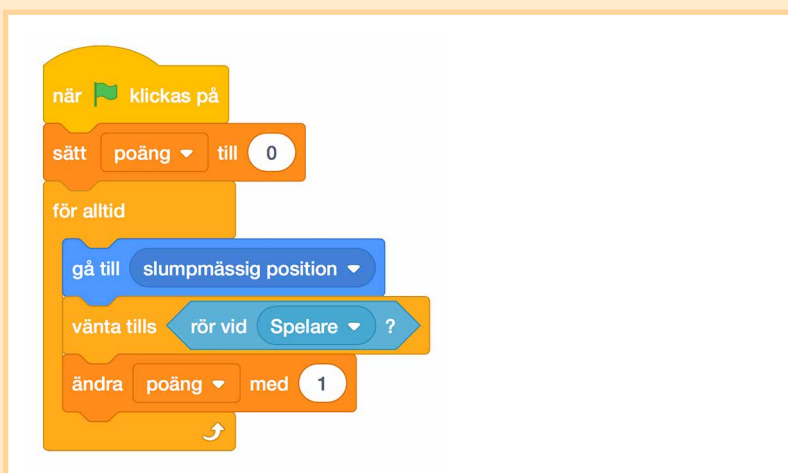 när klickas på
sätt poäng till 0
för alltid
gå till slumpmässig position
vänta tills rör vid Spelare ?
ändra poäng med 1